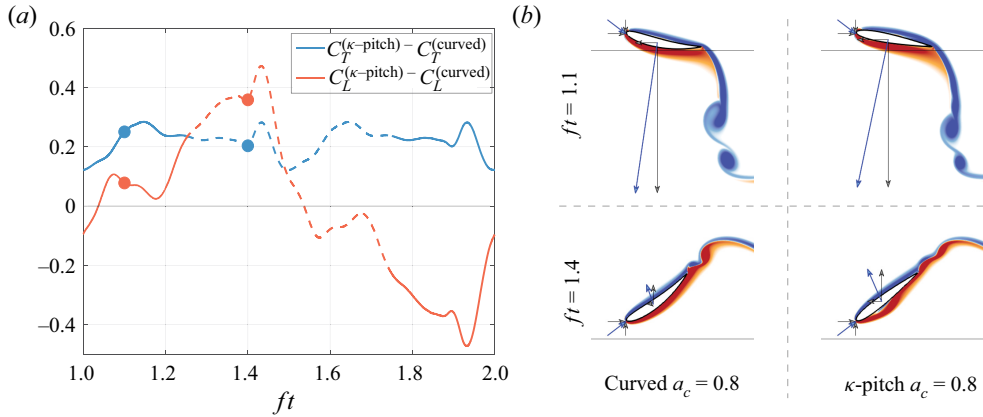 (a)
0.6
0.4
0.2
0
−0.2
−0.4
C_T^(κ–pitch) − C_T^(curved)
C_L^(κ–pitch) − C_L^(curved)
1.0 1.2 1.4 1.6 1.8 2.0
ft
(b)
ft = 1.1
ft = 1.4
Curved a_c = 0.8
κ-pitch a_c = 0.8